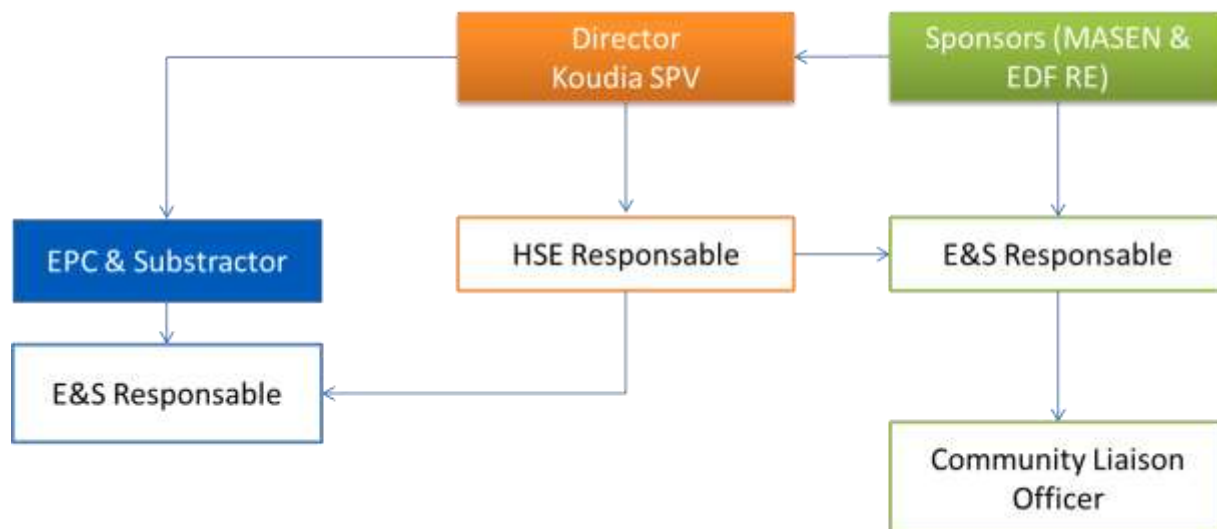 Director
Koudia SPV
Sponsors (MASEN &
EDF RE)
EPC & Substractor
HSE Responsable
E&S Responsable
E&S Responsable
Community Liaison
Officer